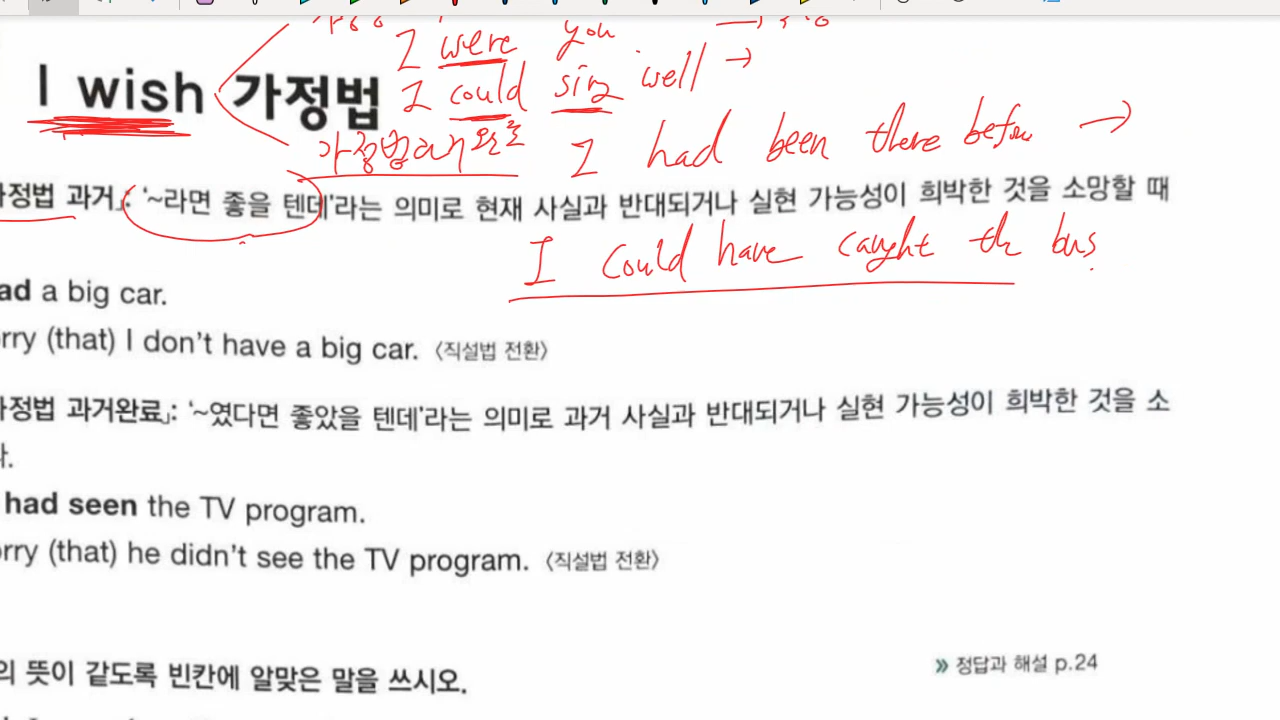 I were you
I could sing well →
I wish 가정법
가정법 과거완료 I had been there before →
가정법 과거」: '~라면 좋을 텐데'라는 의미로 현재 사실과 반대되거나 실현 가능성이 희박한 것을 소망할 때
I could have caught the bus.
ad a big car.
rry (that) I don't have a big car. 〈직설법 전환〉
가정법 과거완료」: '~였다면 좋았을 텐데'라는 의미로 과거 사실과 반대되거나 실현 가능성이 희박한 것을 소
had seen the TV program.
rry (that) he didn't see the TV program. 〈직설법 전환〉
» 정답과 해설 p.24
의 뜻이 같도록 빈칸에 알맞은 말을 쓰시오.